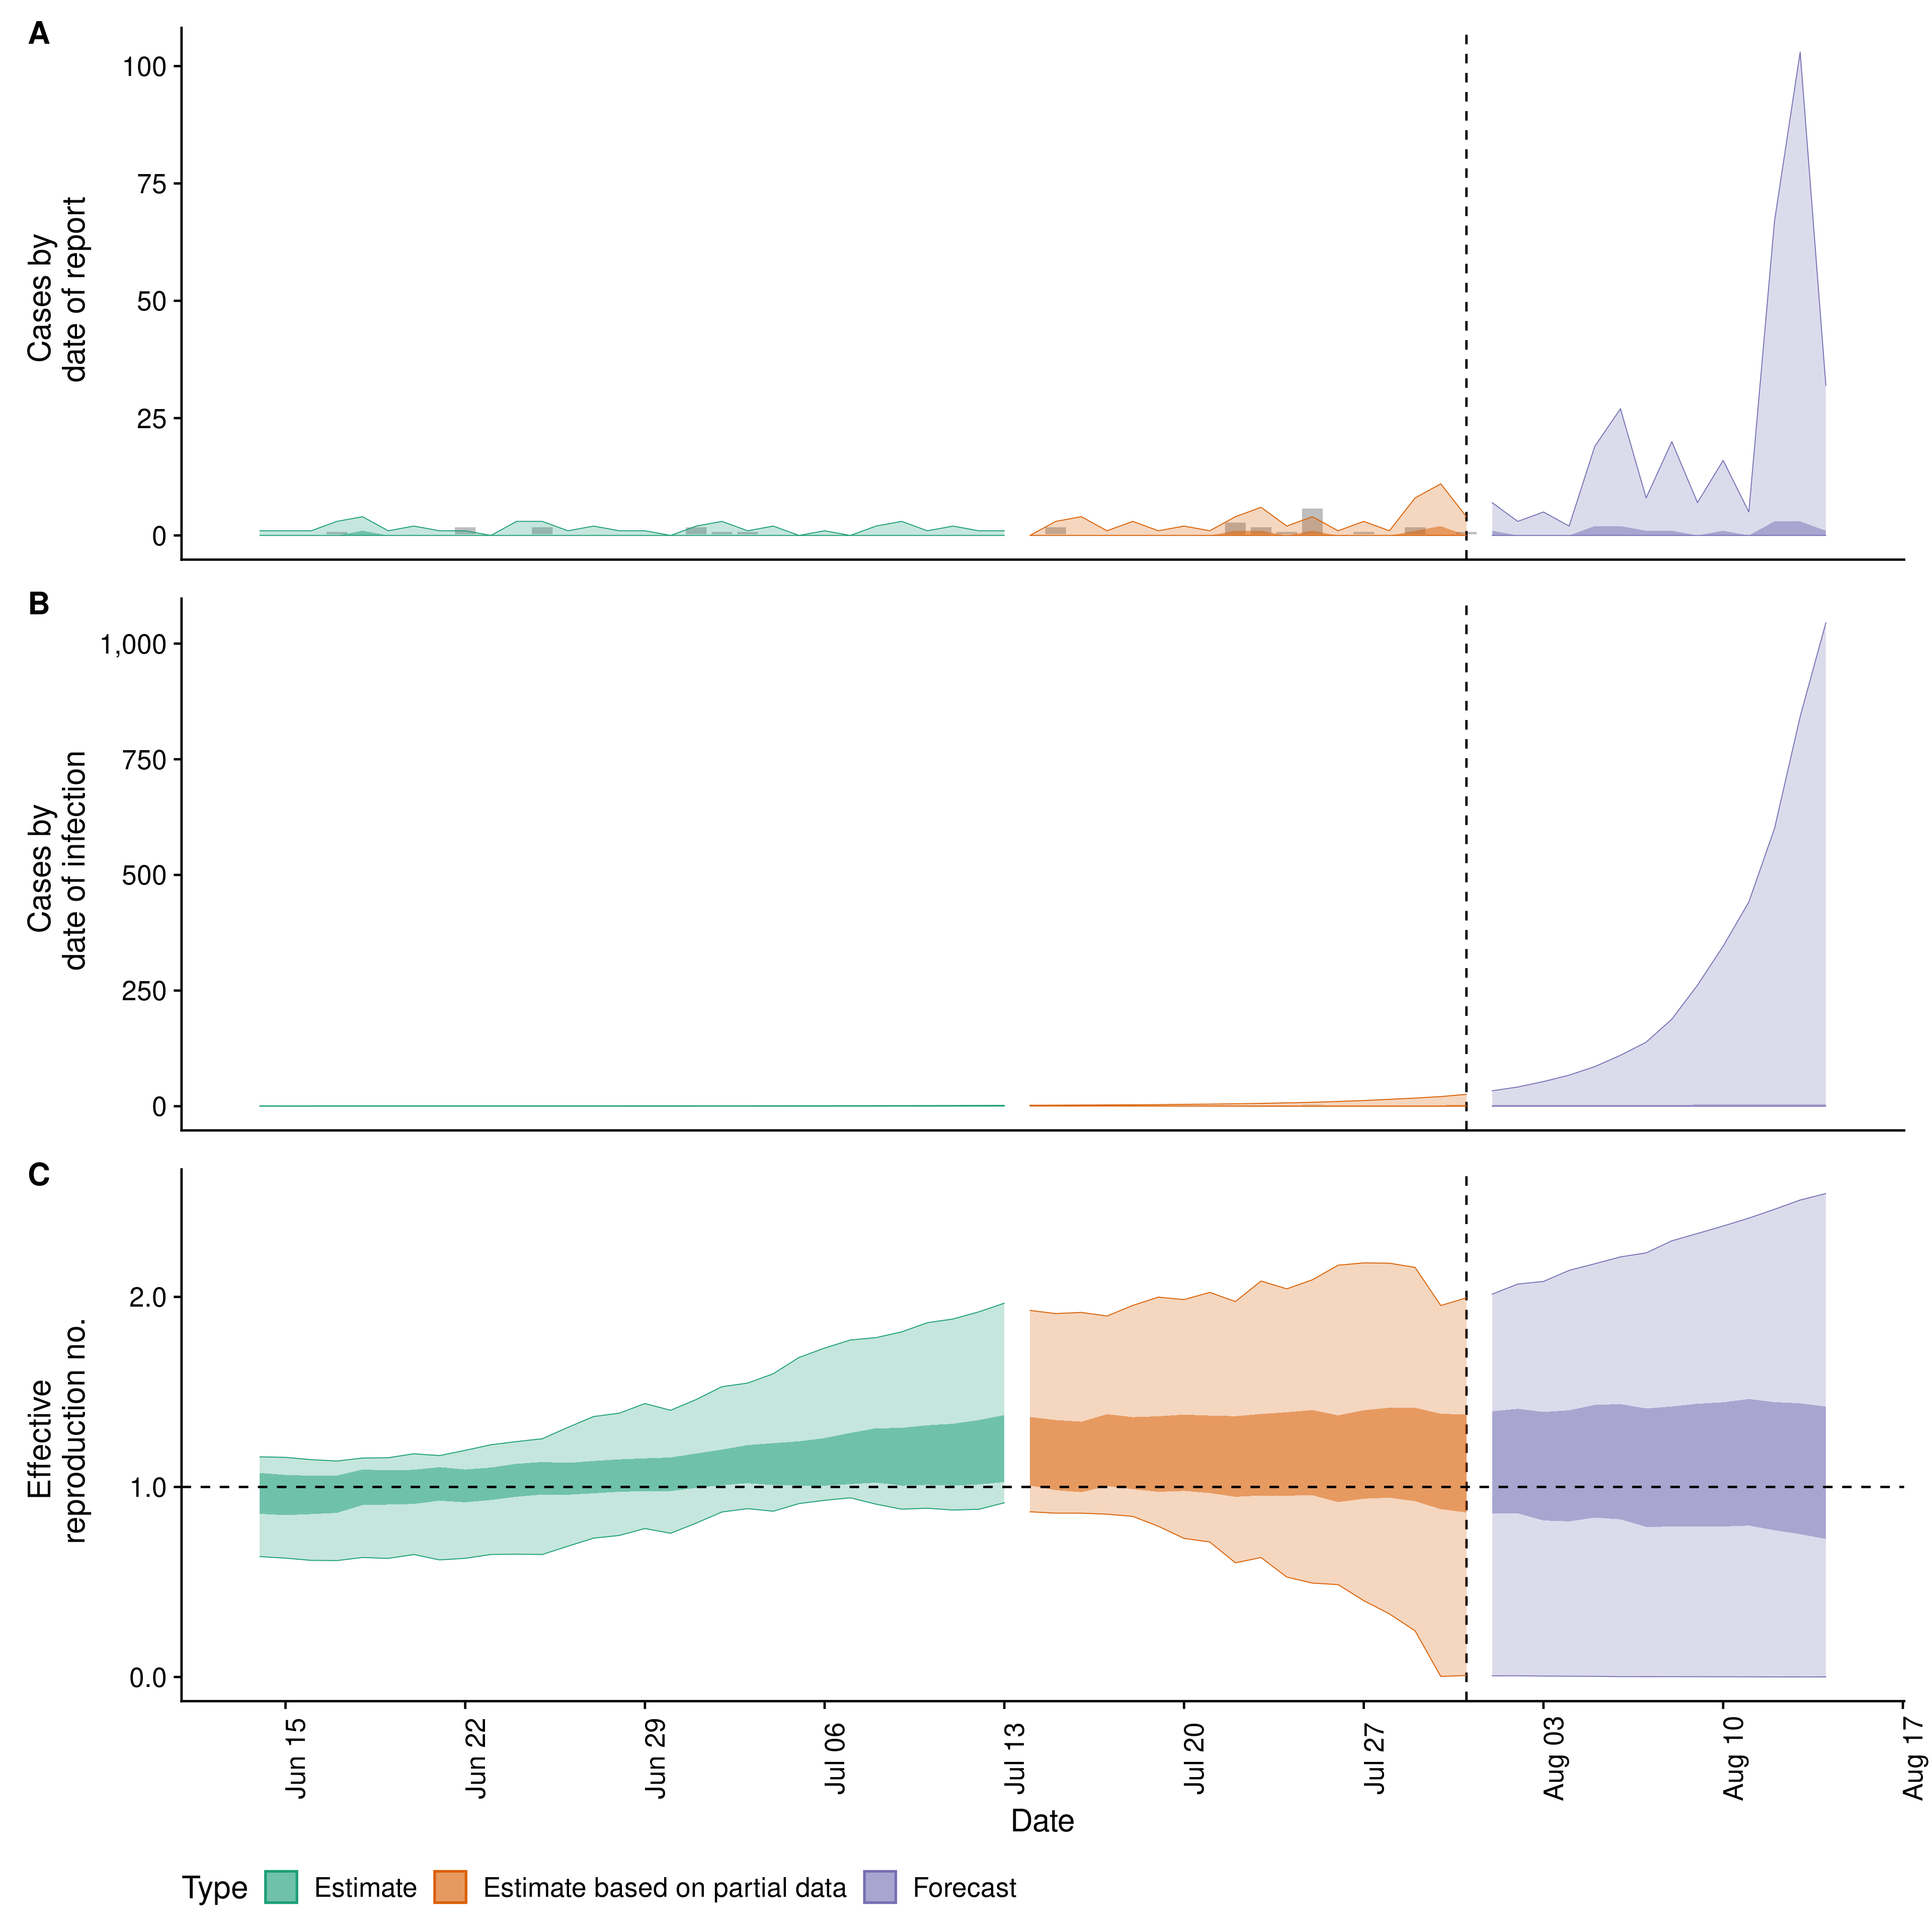 A
100
75
50
25
0
Cases by
date of report
B
1,000
750
500
250
0
Cases by
date of infection
C
2.0
1.0
0.0
Effective
reproduction no.
Jun 15
Jun 22
Jun 29
Jul 06
Jul 13
Jul 20
Jul 27
Aug 03
Aug 10
Aug 17
Date
Type Estimate Estimate based on partial data Forecast